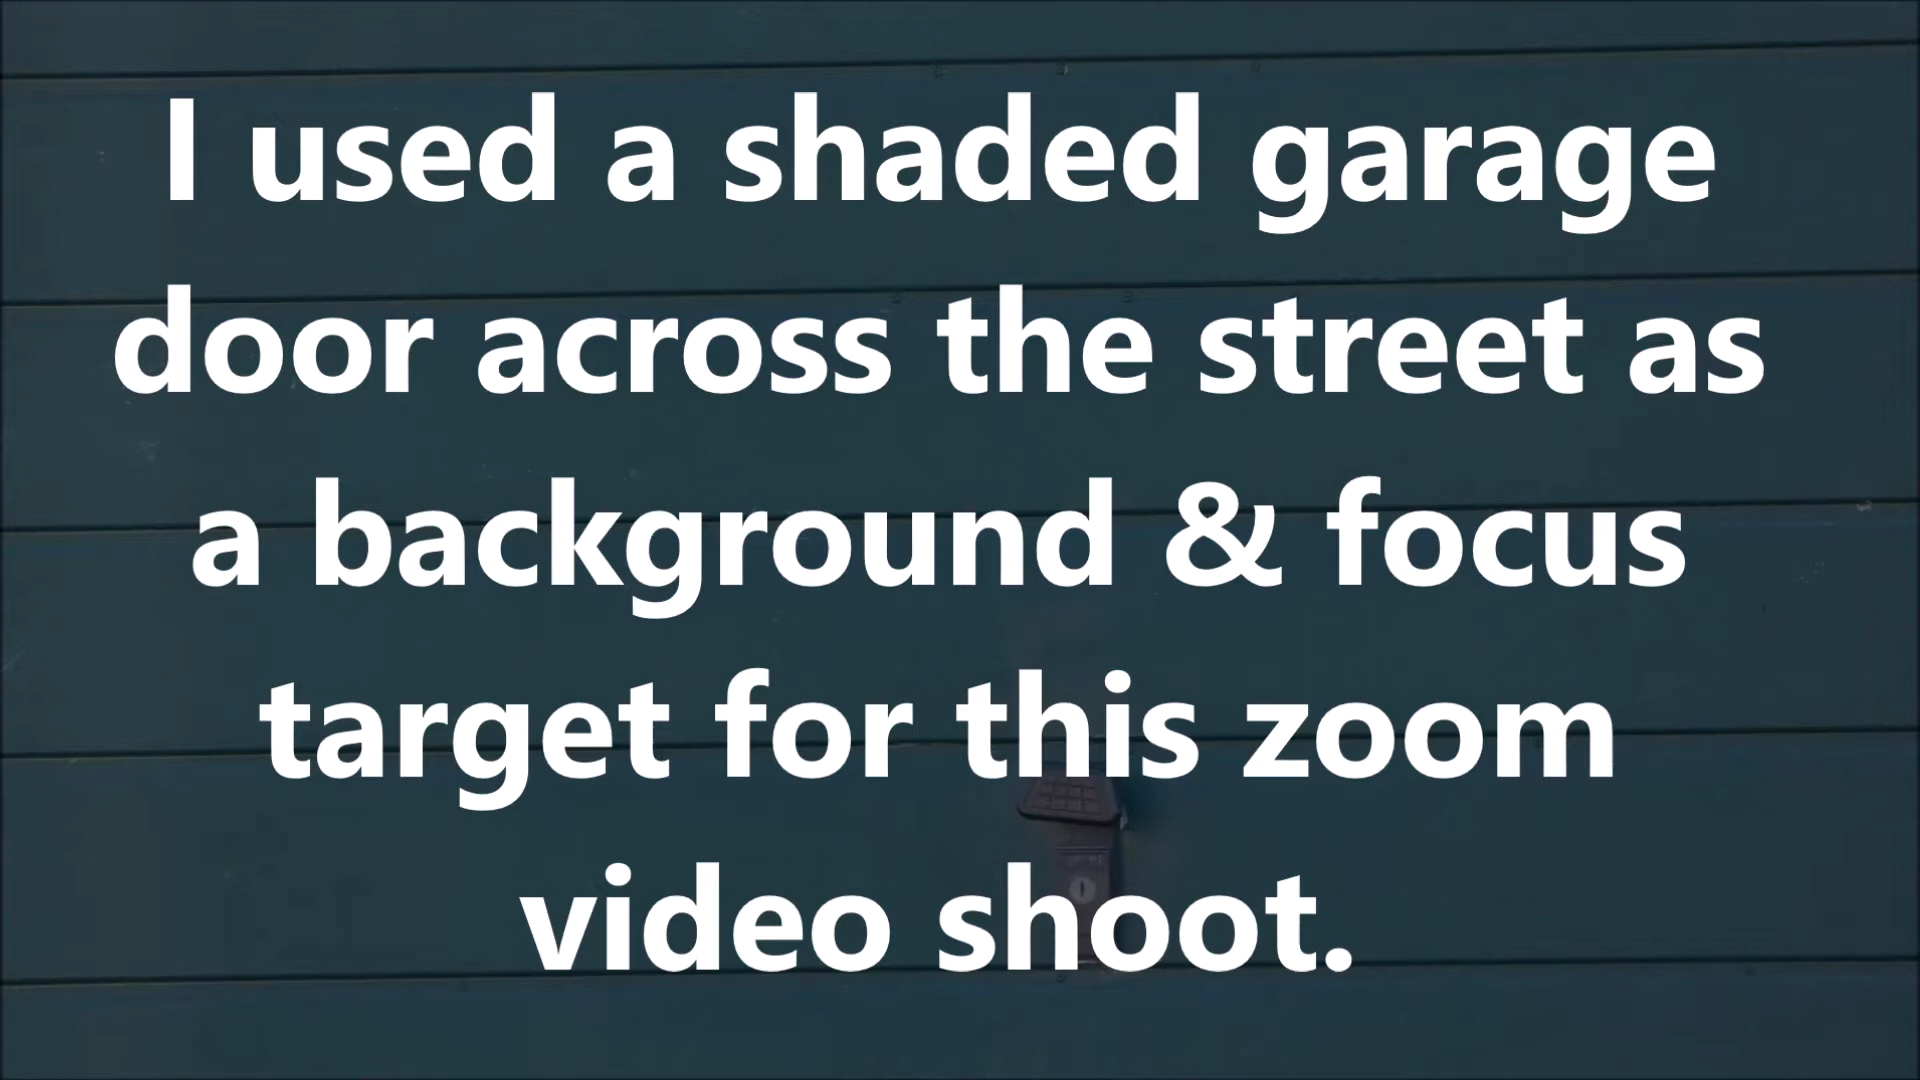 I used a shaded garage
door across the street as
a background & focus
target for this zoom
video shoot.